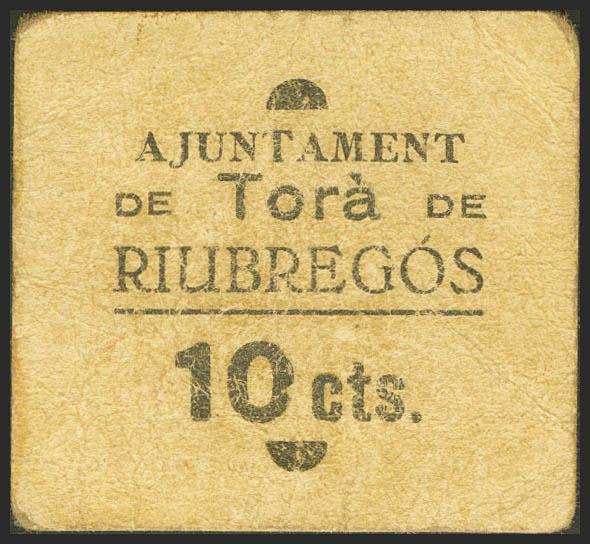 AJUNTAMENT
DE Torà DE
RIUBREGÓS
10 cts.